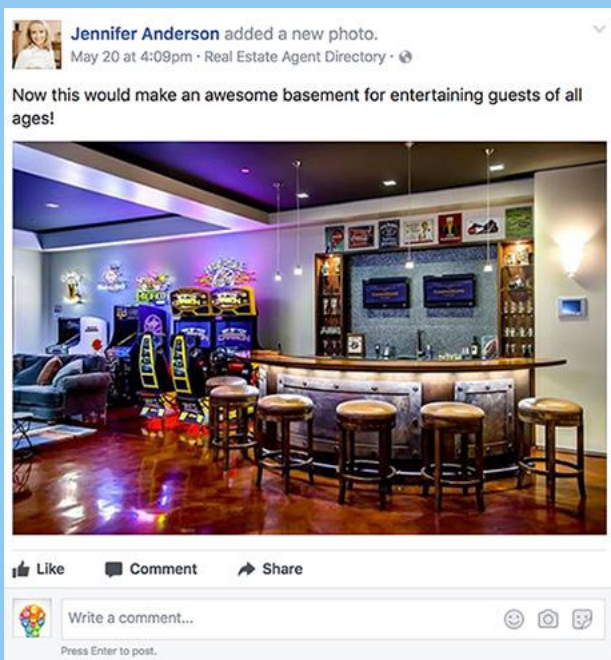 Jennifer Anderson added a new photo.
May 20 at 4:09pm · Real Estate Agent Directory ·
Now this would make an awesome basement for entertaining guests of all
ages!
Like Comment Share
Write a comment...
Press Enter to post.